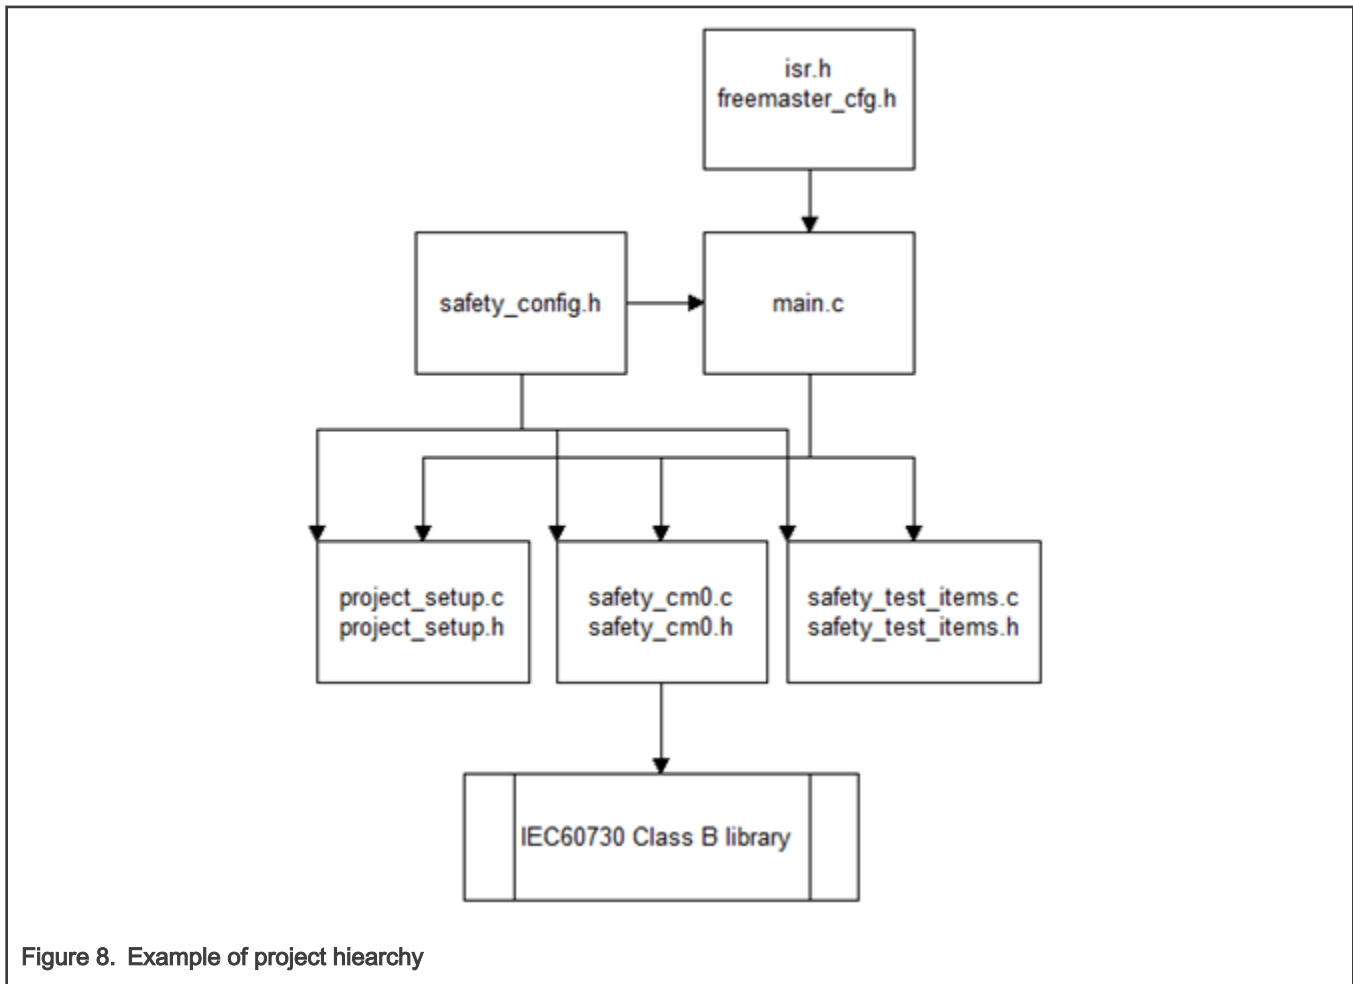 isr.h
freemaster_cfg.h
safety_config.h
main.c
project_setup.c
project_setup.h
safety_cm0.c
safety_cm0.h
safety_test_items.c
safety_test_items.h
IEC60730 Class B library
Figure 8. Example of project hiearchy